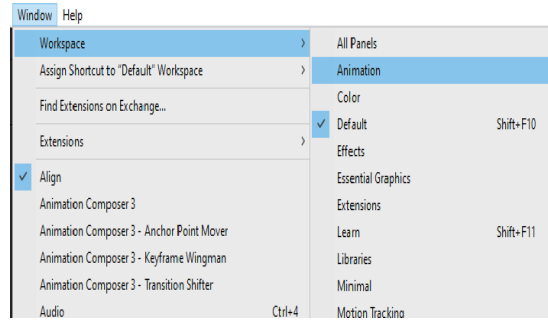 Window Help
Workspace
Assign Shortcut to "Default" Workspace
Find Extensions on Exchange...
Extensions
Align
Animation Composer 3
Animation Composer 3 - Anchor Point Mover
Animation Composer 3 - Keyframe Wingman
Animation Composer 3 - Transition Shifter
Audio Ctrl+4
All Panels
Animation
Color
Default Shift+F10
Effects
Essential Graphics
Extensions
Learn Shift+F11
Libraries
Minimal
Motion Tracking